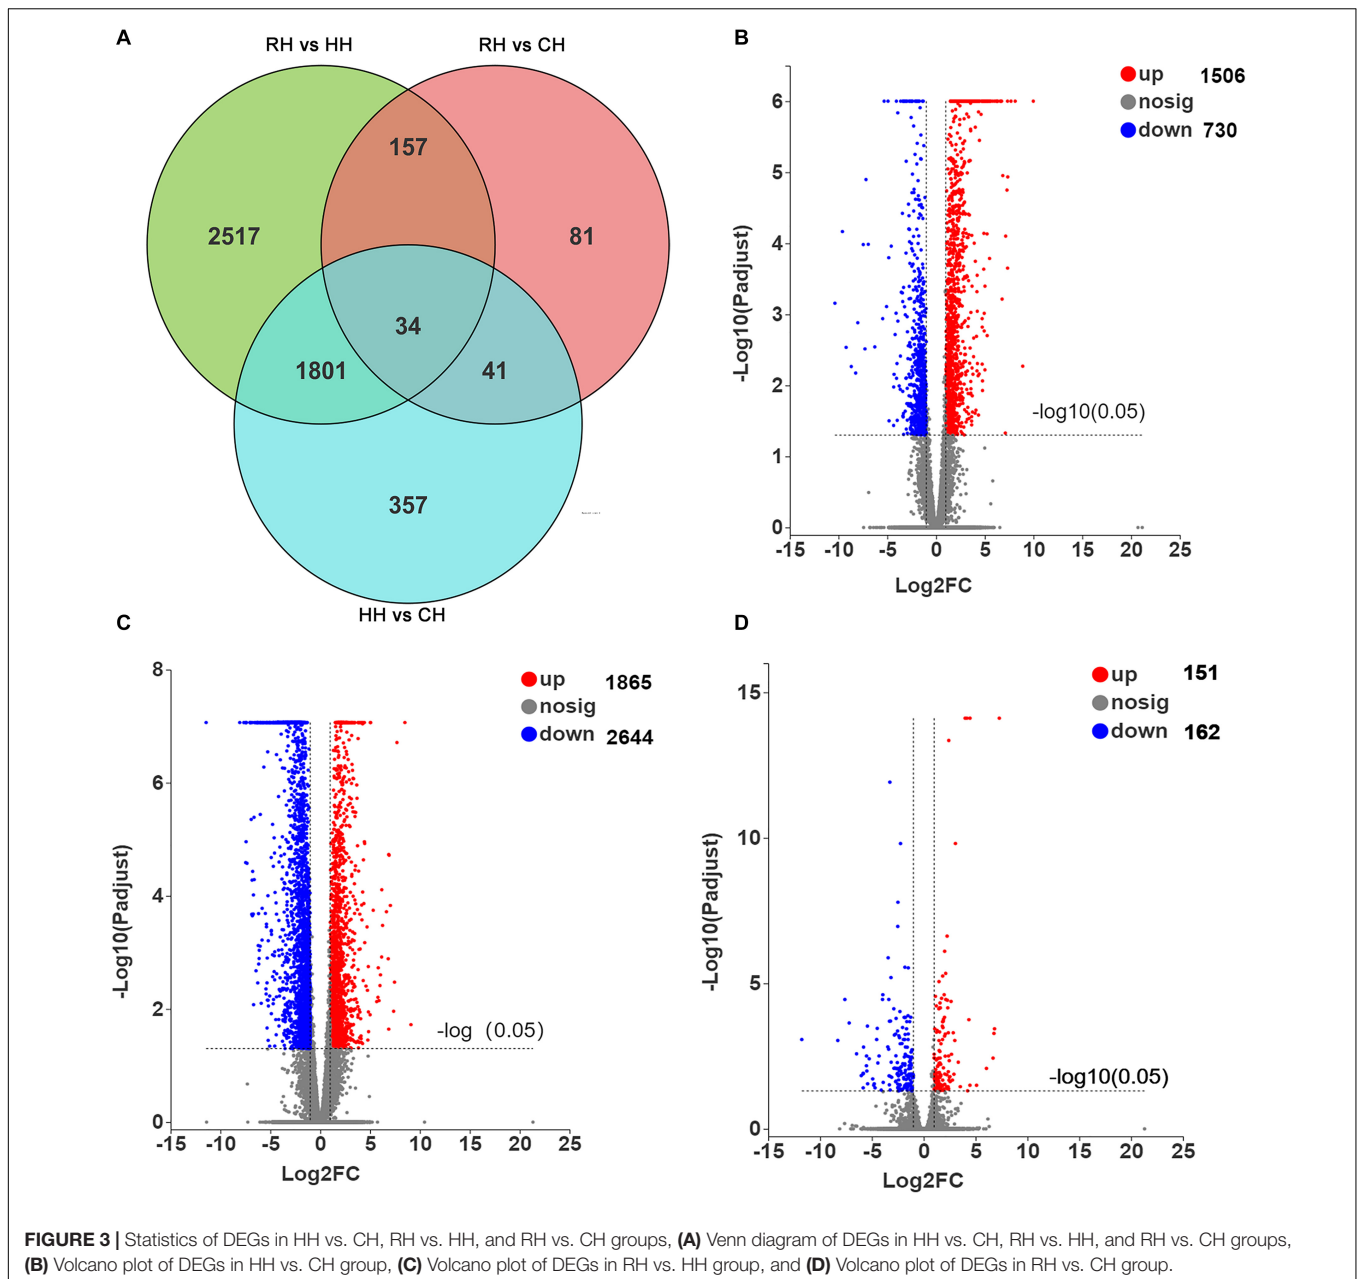 A
RH vs HH
RH vs CH
157
2517
81
34
1801
41
357
HH vs CH
B
up 1506
nosig
down 730
6
5
4
3
2
1
0
-Log10(Padjust)
-log10(0.05)
-15 -10 -5 0 5 10 15 20 25
Log2FC
C
up 1865
nosig
down 2644
8
6
4
2
0
-Log10(Padjust)
-log (0.05)
-15 -10 -5 0 5 10 15 20 25
Log2FC
D
up 151
nosig
down 162
15
10
5
0
-Log10(Padjust)
-log10(0.05)
-15 -10 -5 0 5 10 15 20 25
Log2FC
FIGURE 3 | Statistics of DEGs in HH vs. CH, RH vs. HH, and RH vs. CH groups, (A) Venn diagram of DEGs in HH vs. CH, RH vs. HH, and RH vs. CH groups,
(B) Volcano plot of DEGs in HH vs. CH group, (C) Volcano plot of DEGs in RH vs. HH group, and (D) Volcano plot of DEGs in RH vs. CH group.